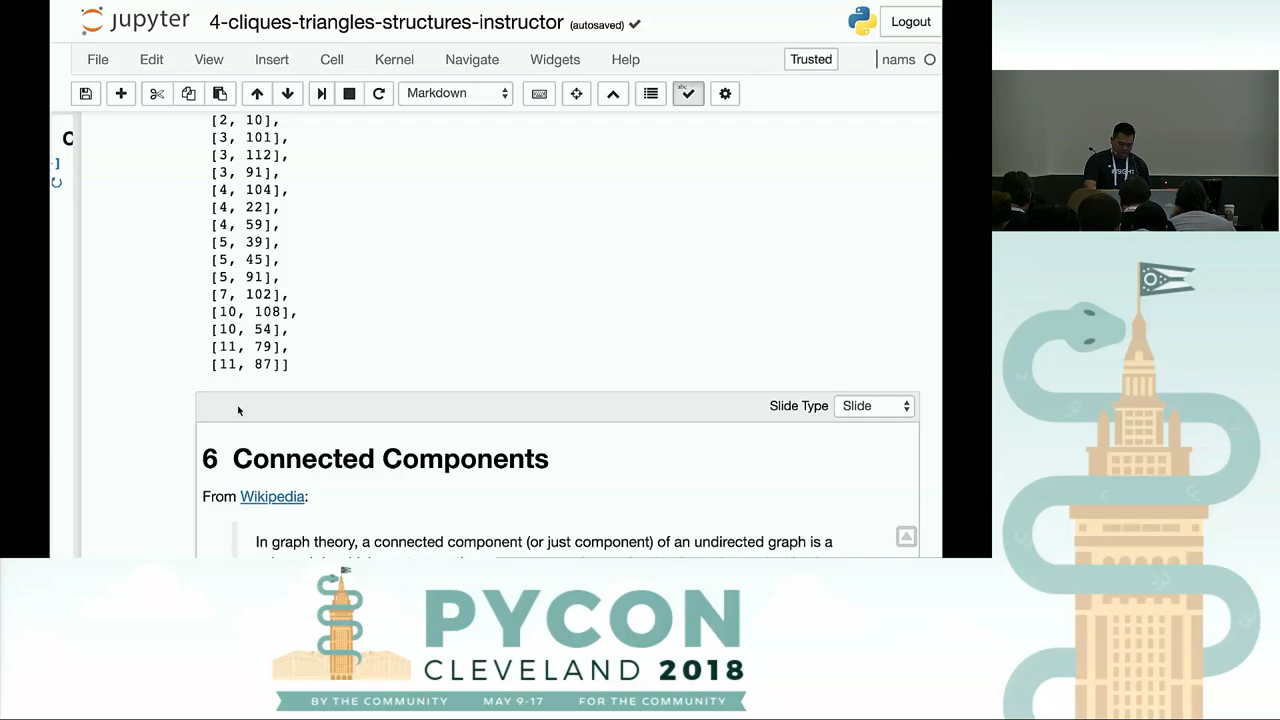 jupyter 4-cliques-triangles-structures-instructor (autosaved) Logout
File Edit View Insert Cell Kernel Navigate Widgets Help Trusted nams
Markdown
[2, 10],
[3, 101],
[3, 112],
[3, 91],
[4, 104],
[4, 22],
[4, 59],
[5, 39],
[5, 45],
[5, 91],
[7, 102],
[10, 108],
[10, 54],
[11, 79],
[11, 87]]
Slide Type Slide
6 Connected Components
From Wikipedia:
In graph theory, a connected component (or just component) of an undirected graph is a
INSIGHT
PYCON
CLEVELAND 2018
BY THE COMMUNITY MAY 9-17 FOR THE COMMUNITY